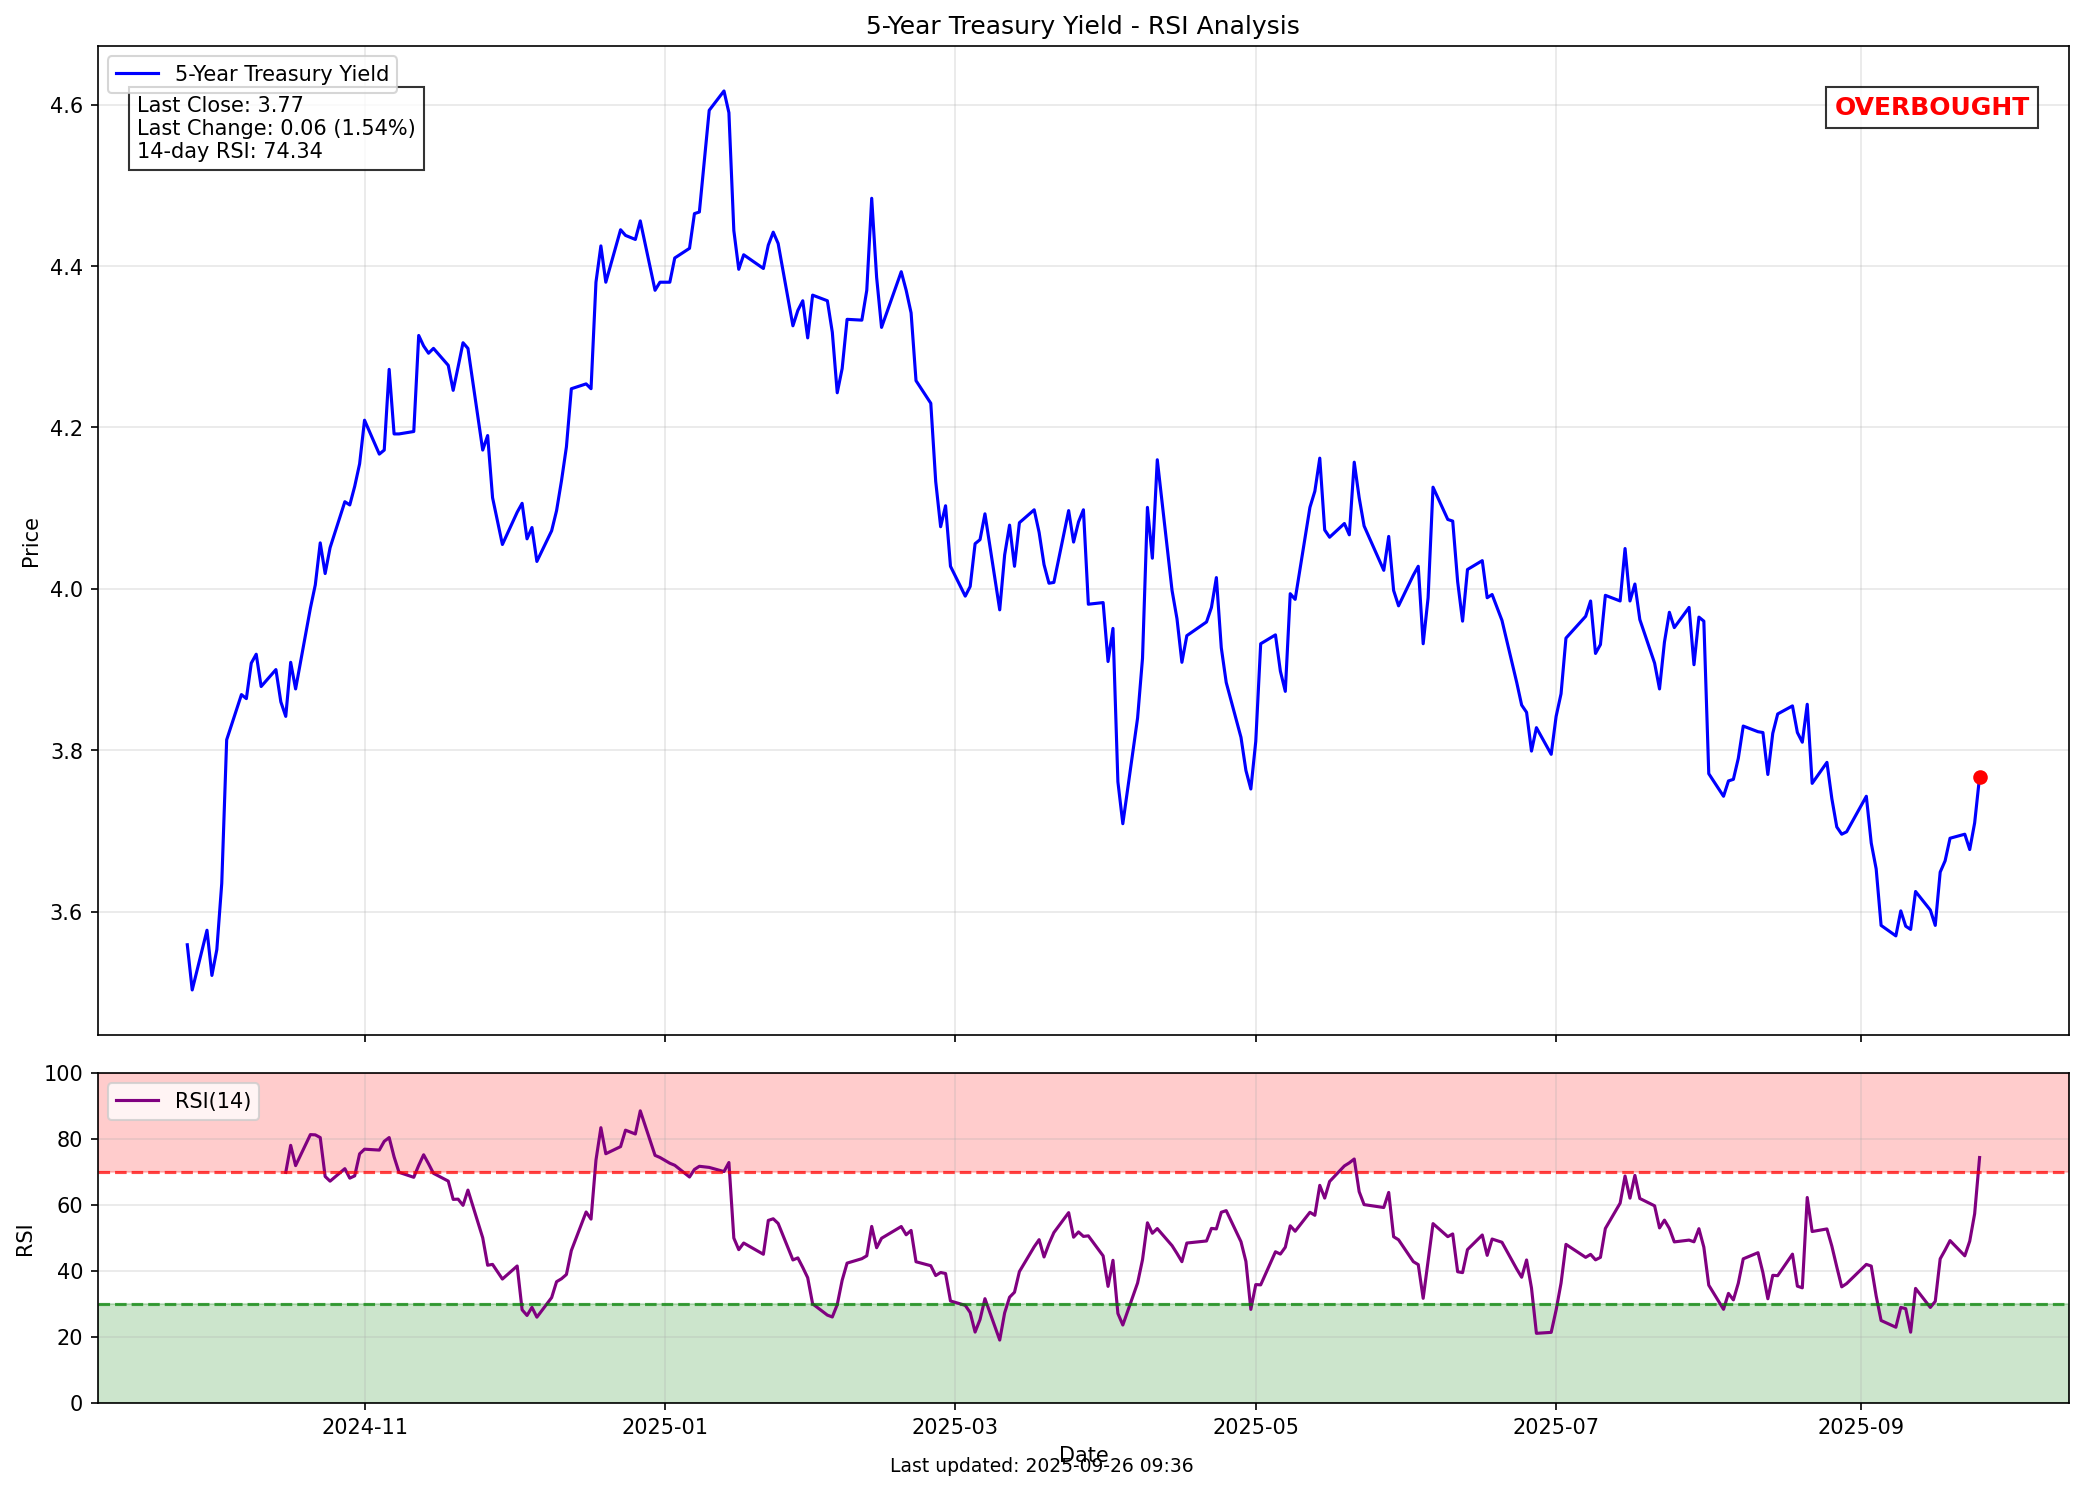 5-Year Treasury Yield - RSI Analysis
5-Year Treasury Yield
Last Close: 3.77
Last Change: 0.06 (1.54%)
14-day RSI: 74.34
OVERBOUGHT
Price
4.6
4.4
4.2
4.0
3.8
3.6
RSI(14)
RSI
100
80
60
40
20
0
2024-11
2025-01
2025-03
2025-05
2025-07
2025-09
Date
Last updated: 2025-09-26 09:36